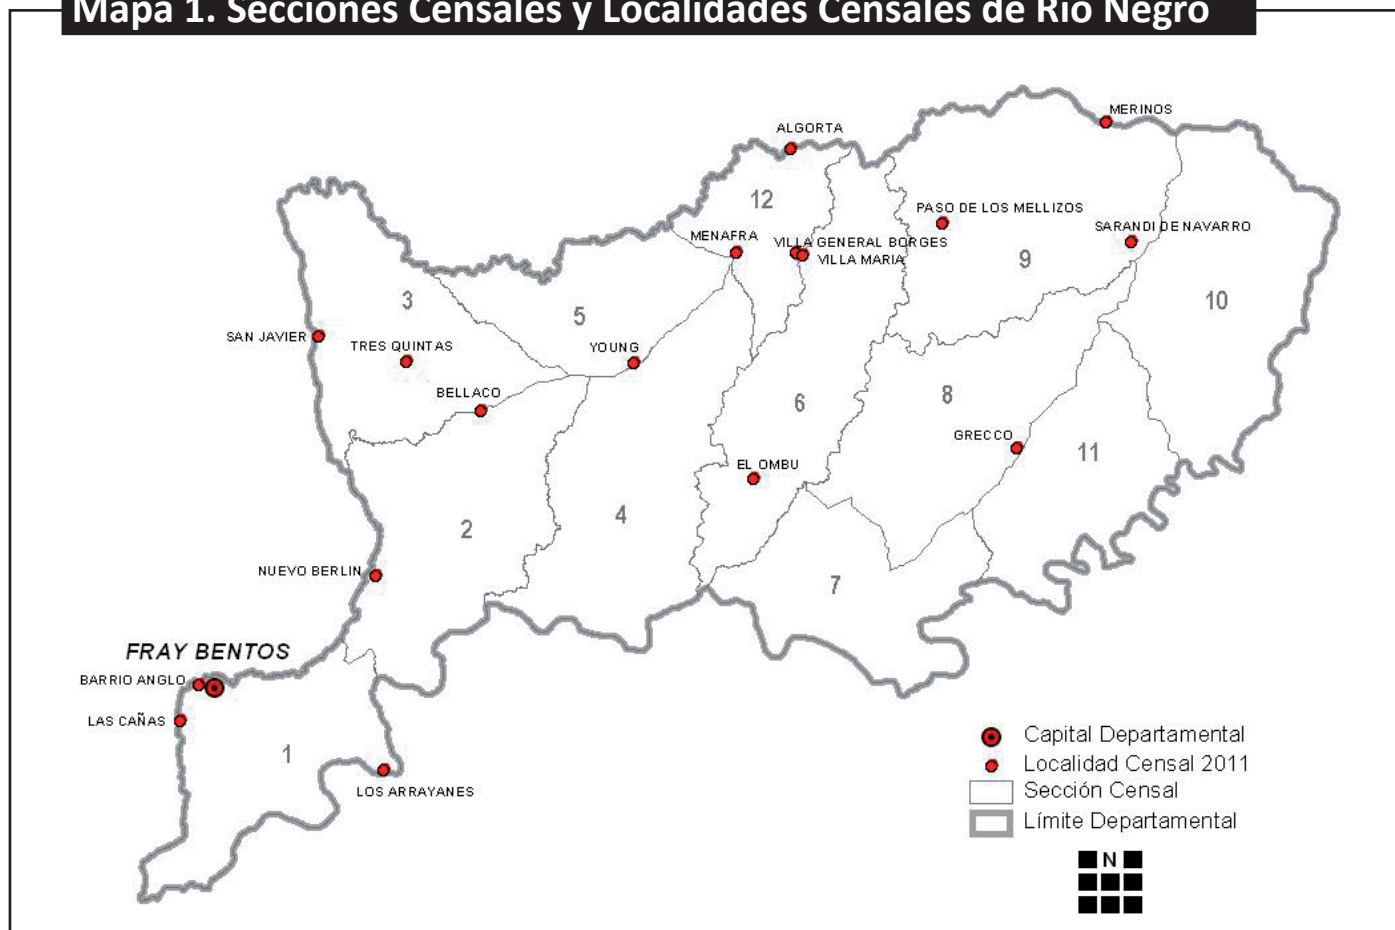 Mapa 1. Secciones Censales y Localidades Censales de Río Negro
MERINOS
ALGORTA
12
PASO DE LOS MELLIZOS
SARANDI DE NAVARRO
MENAFRA
VILLA GENERAL BORGES
VILLA MARIA
9
3
10
5
SAN JAVIER
TRES QUINTAS
YOUNG
BELLACO
6
8
GRECCO
11
EL OMBU
4
2
NUEVO BERLIN
7
FRAY BENTOS
BARRIO ANGLO
LAS CAÑAS
1
LOS ARRAYANES
Capital Departamental
Localidad Censal 2011
Sección Censal
Límite Departamental
N